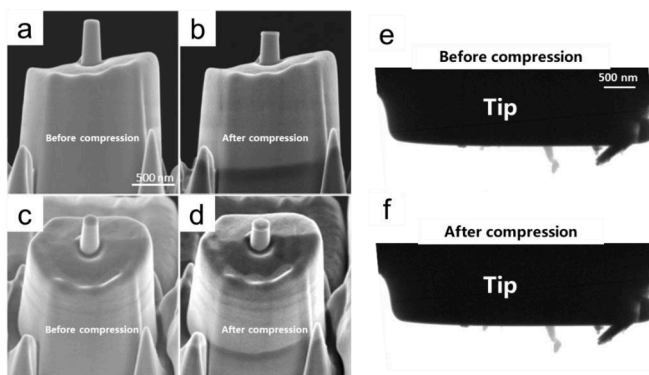 a
b
Before compression
After compression
500 nm
c
d
Before compression
After compression
e
Before compression
500 nm
Tip
f
After compression
Tip